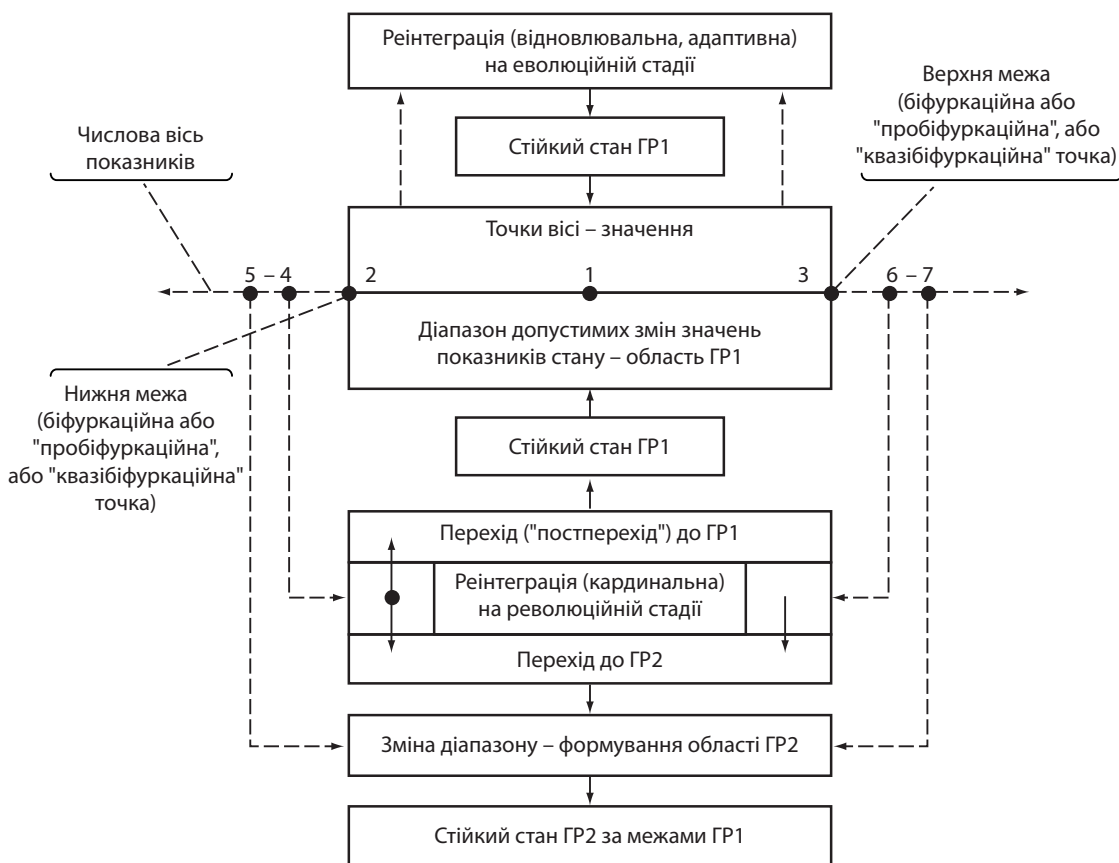 Реінтеграція (відновлювальна, адаптивна)
на еволюційній стадії
Верхня межа
(біфуркаційна або
"пробіфуркаційна", або
"квазібіфуркаційна" точка)
Числова вісь
показників
Стійкий стан ГР1
Точки вісі – значення
5 – 4
2
1
3
6 – 7
Діапазон допустимих змін значень
показників стану – область ГР1
Нижня межа
(біфуркаційна або
"пробіфуркаційна",
або "квазібіфуркаційна"
точка)
Стійкий стан ГР1
Перехід ("постперехід") до ГР1
Реінтеграція (кардинальна)
на революційній стадії
Перехід до ГР2
Зміна діапазону – формування області ГР2
Стійкий стан ГР2 за межами ГР1